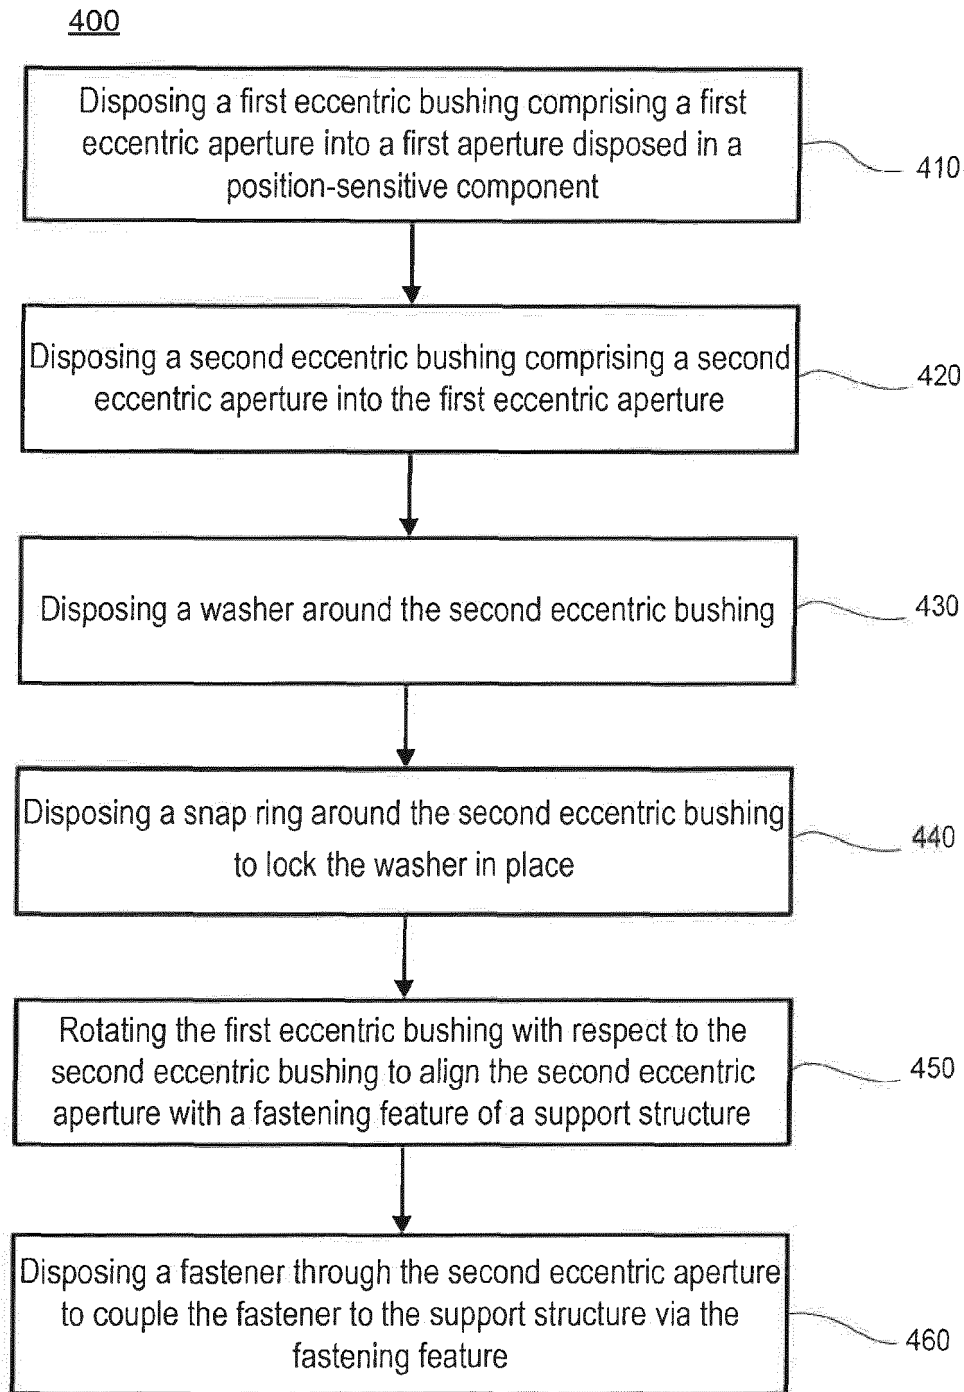 400
Disposing a first eccentric bushing comprising a first
eccentric aperture into a first aperture disposed in a
position-sensitive component
410
Disposing a second eccentric bushing comprising a second
eccentric aperture into the first eccentric aperture
420
Disposing a washer around the second eccentric bushing
430
Disposing a snap ring around the second eccentric bushing
to lock the washer in place
440
Rotating the first eccentric bushing with respect to the
second eccentric bushing to align the second eccentric
aperture with a fastening feature of a support structure
450
Disposing a fastener through the second eccentric aperture
to couple the fastener to the support structure via the
fastening feature
460